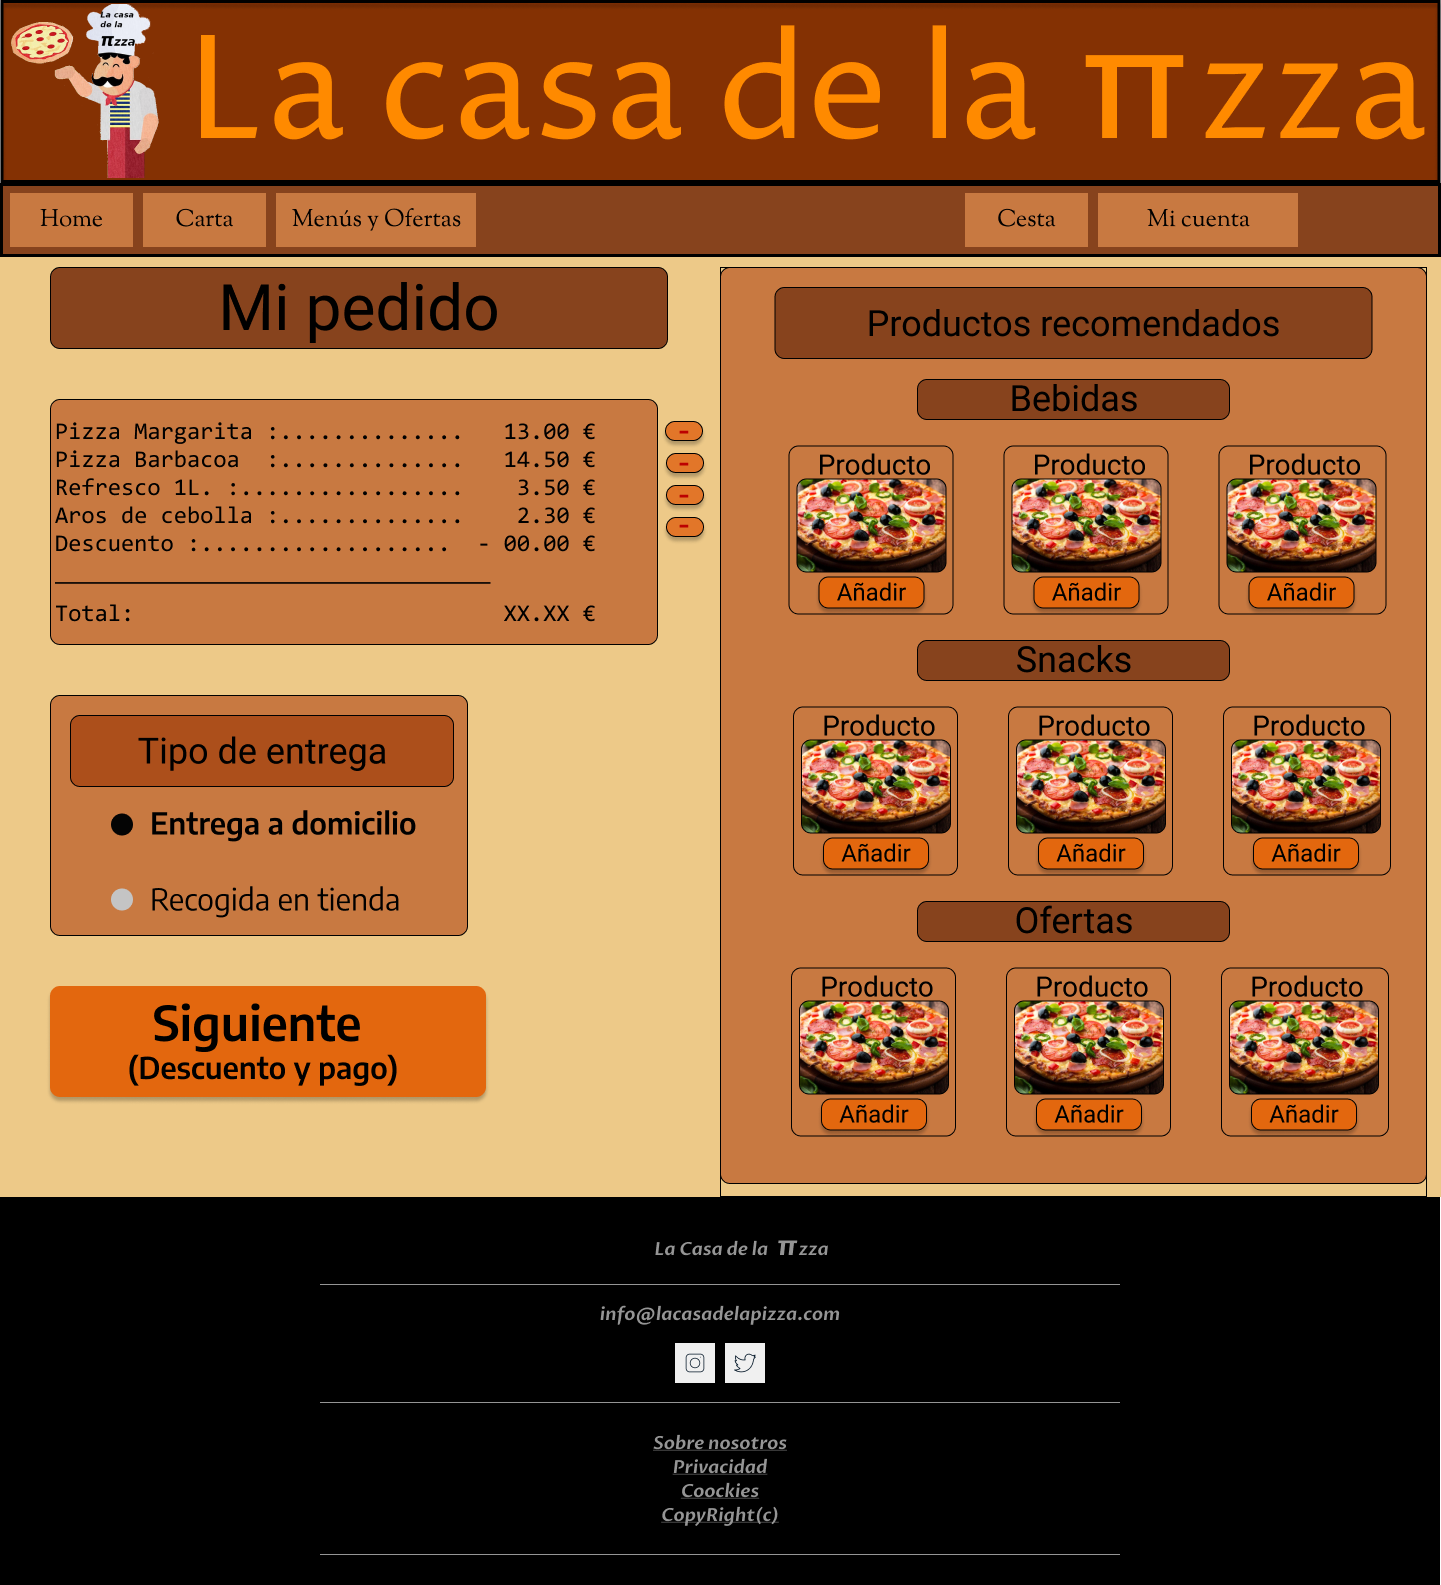 La casa
de la
πzza
La casa de la πzza
Home
Carta
Menús y Ofertas
Cesta
Mi cuenta
Mi pedido
Pizza Margarita :.............. 13.00 €
Pizza Barbacoa :.............. 14.50 €
Refresco 1L. :................. 3.50 €
Aros de cebolla :.............. 2.30 €
Descuento :................... - 00.00 €
Total: XX.XX €
-
-
-
-
Tipo de entrega
Entrega a domicilio
Recogida en tienda
Siguiente
(Descuento y pago)
Productos recomendados
Bebidas
Producto Producto Producto
Añadir Añadir Añadir
Snacks
Producto Producto Producto
Añadir Añadir Añadir
Ofertas
Producto Producto Producto
Añadir Añadir Añadir
La Casa de la πzza
info@lacasadelapizza.com
Sobre nosotros
Privacidad
Coockies
CopyRight(c)